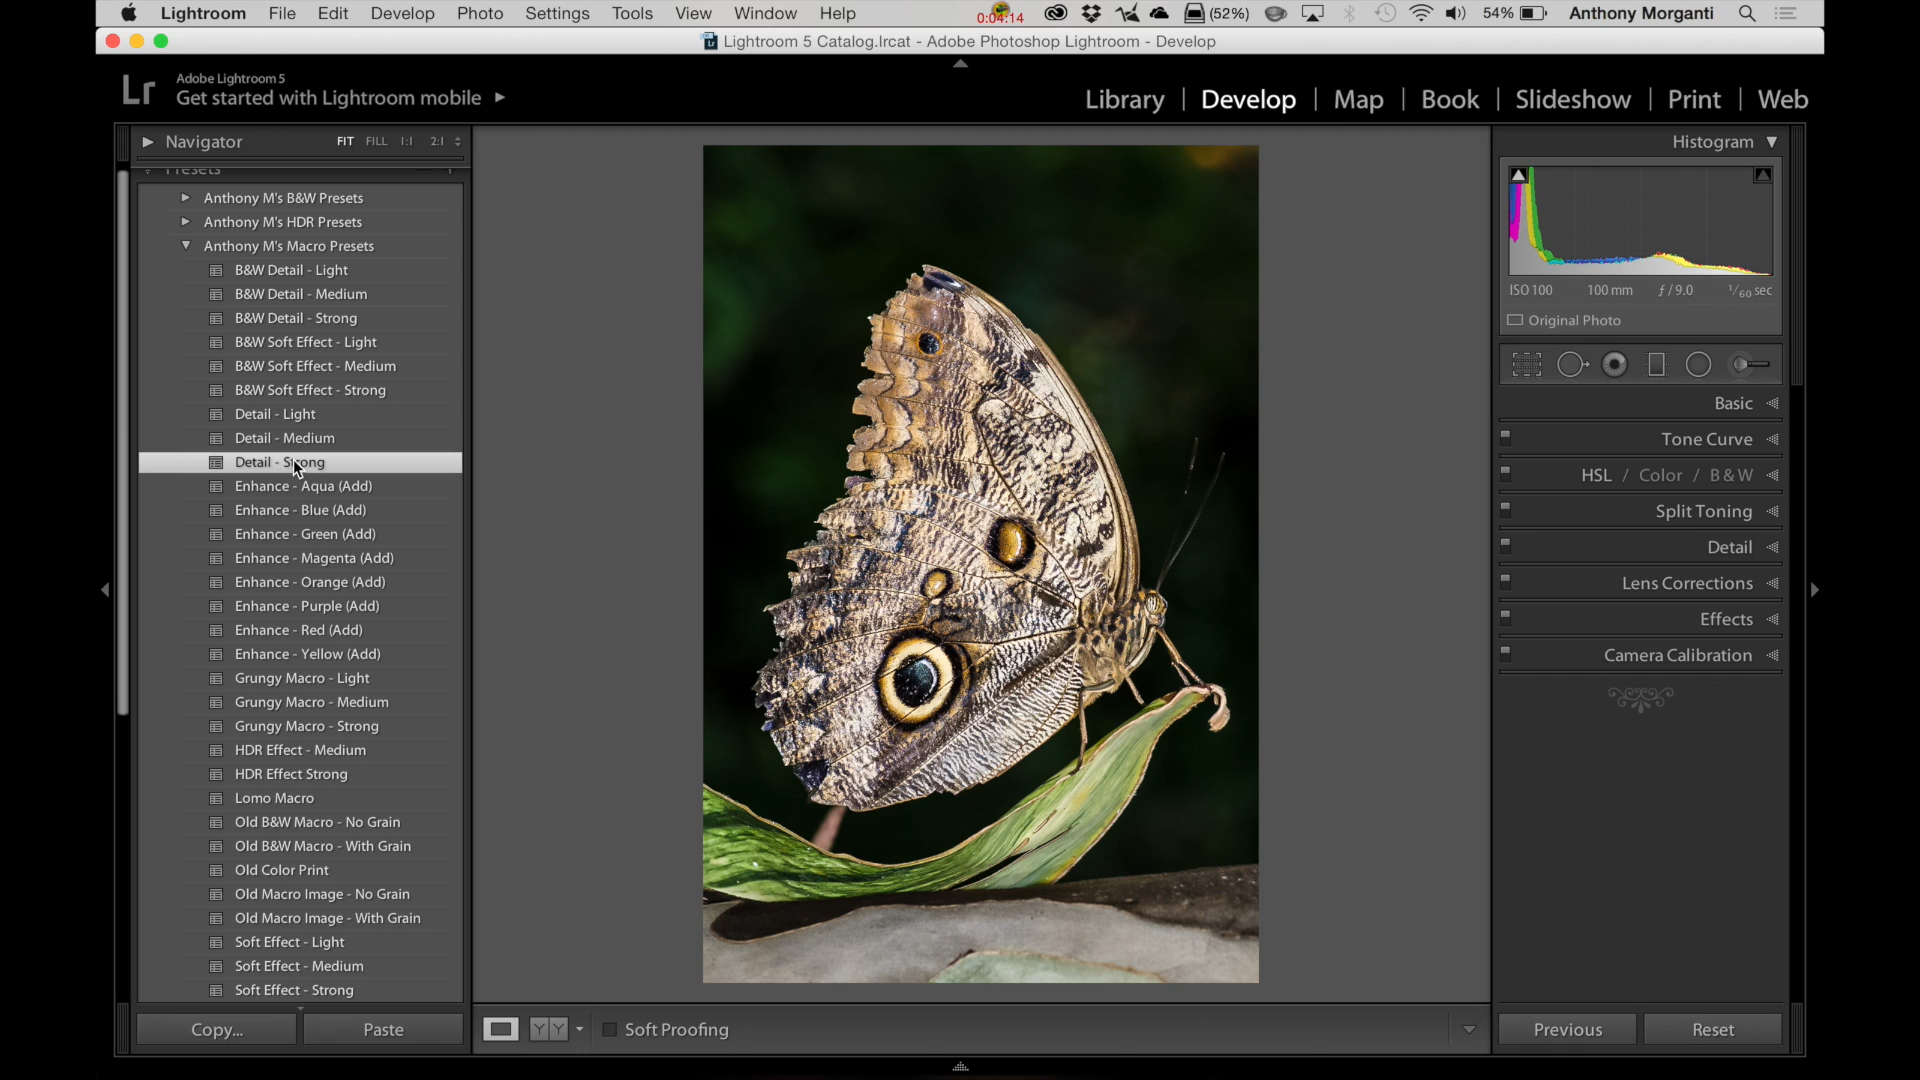 Lightroom File Edit Develop Photo Settings Tools View Window Help 0:04:14 (52%) 54% Anthony Morganti
Lightroom 5 Catalog.lrcat - Adobe Photoshop Lightroom - Develop
Lr Adobe Lightroom 5
Get started with Lightroom mobile
Library | Develop | Map | Book | Slideshow | Print | Web
Navigator FIT FILL 1:1 2:1
Presets
Anthony M's B&W Presets
Anthony M's HDR Presets
Anthony M's Macro Presets
B&W Detail - Light
B&W Detail - Medium
B&W Detail - Strong
B&W Soft Effect - Light
B&W Soft Effect - Medium
B&W Soft Effect - Strong
Detail - Light
Detail - Medium
Detail - Strong
Enhance - Aqua (Add)
Enhance - Blue (Add)
Enhance - Green (Add)
Enhance - Magenta (Add)
Enhance - Orange (Add)
Enhance - Purple (Add)
Enhance - Red (Add)
Enhance - Yellow (Add)
Grungy Macro - Light
Grungy Macro - Medium
Grungy Macro - Strong
HDR Effect - Medium
HDR Effect Strong
Lomo Macro
Old B&W Macro - No Grain
Old B&W Macro - With Grain
Old Color Print
Old Macro Image - No Grain
Old Macro Image - With Grain
Soft Effect - Light
Soft Effect - Medium
Soft Effect - Strong
Copy... Paste
YY Soft Proofing
Histogram
ISO 100 100 mm f / 9.0 1/60 sec
Original Photo
Basic
Tone Curve
HSL / Color / B & W
Split Toning
Detail
Lens Corrections
Effects
Camera Calibration
Previous Reset